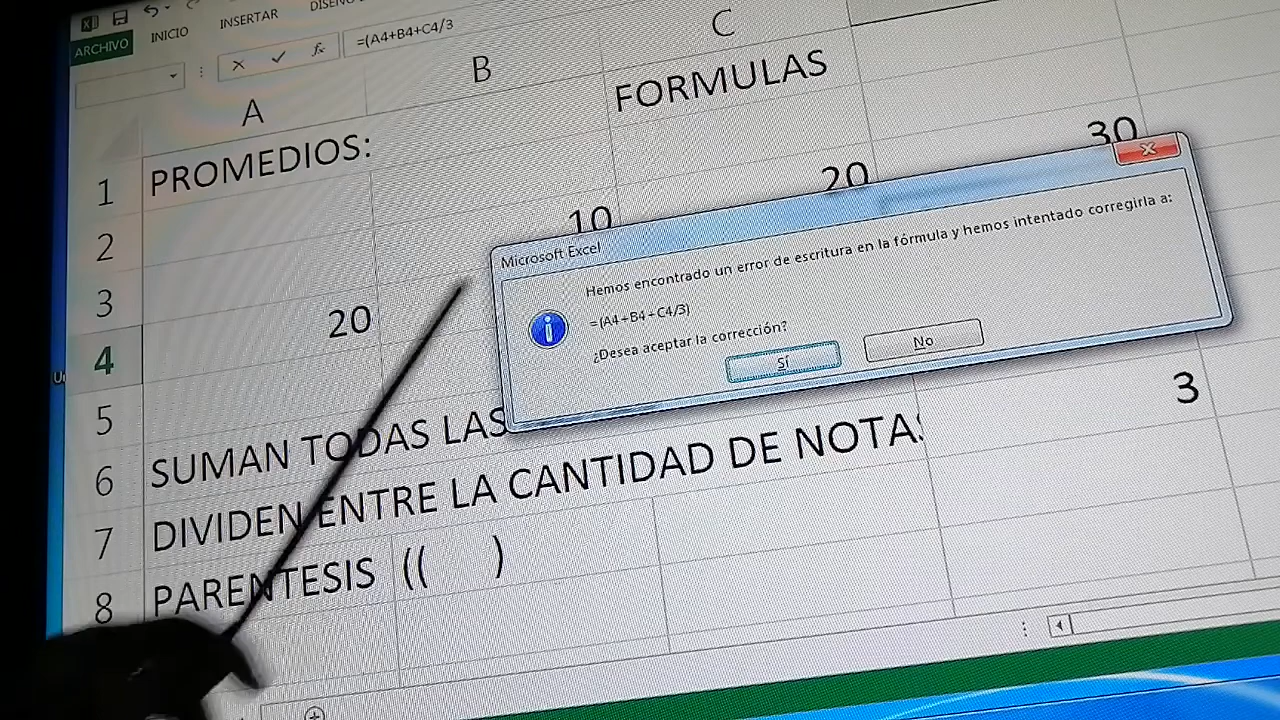 ARCHIVO INICIO INSERTAR
=(A4+B4+C4/3
A B C
1 PROMEDIOS: FORMULAS
2
3 10 20 30
4 20
5
6 SUMAN TODAS LAS 3
7 DIVIDEN ENTRE LA CANTIDAD DE NOTAS
8 PARENTESIS (( )
Microsoft Excel
Hemos encontrado un error de escritura en la fórmula y hemos intentado corregirla a:
=(A4+B4+C4/3)
¿Desea aceptar la corrección?
Sí No